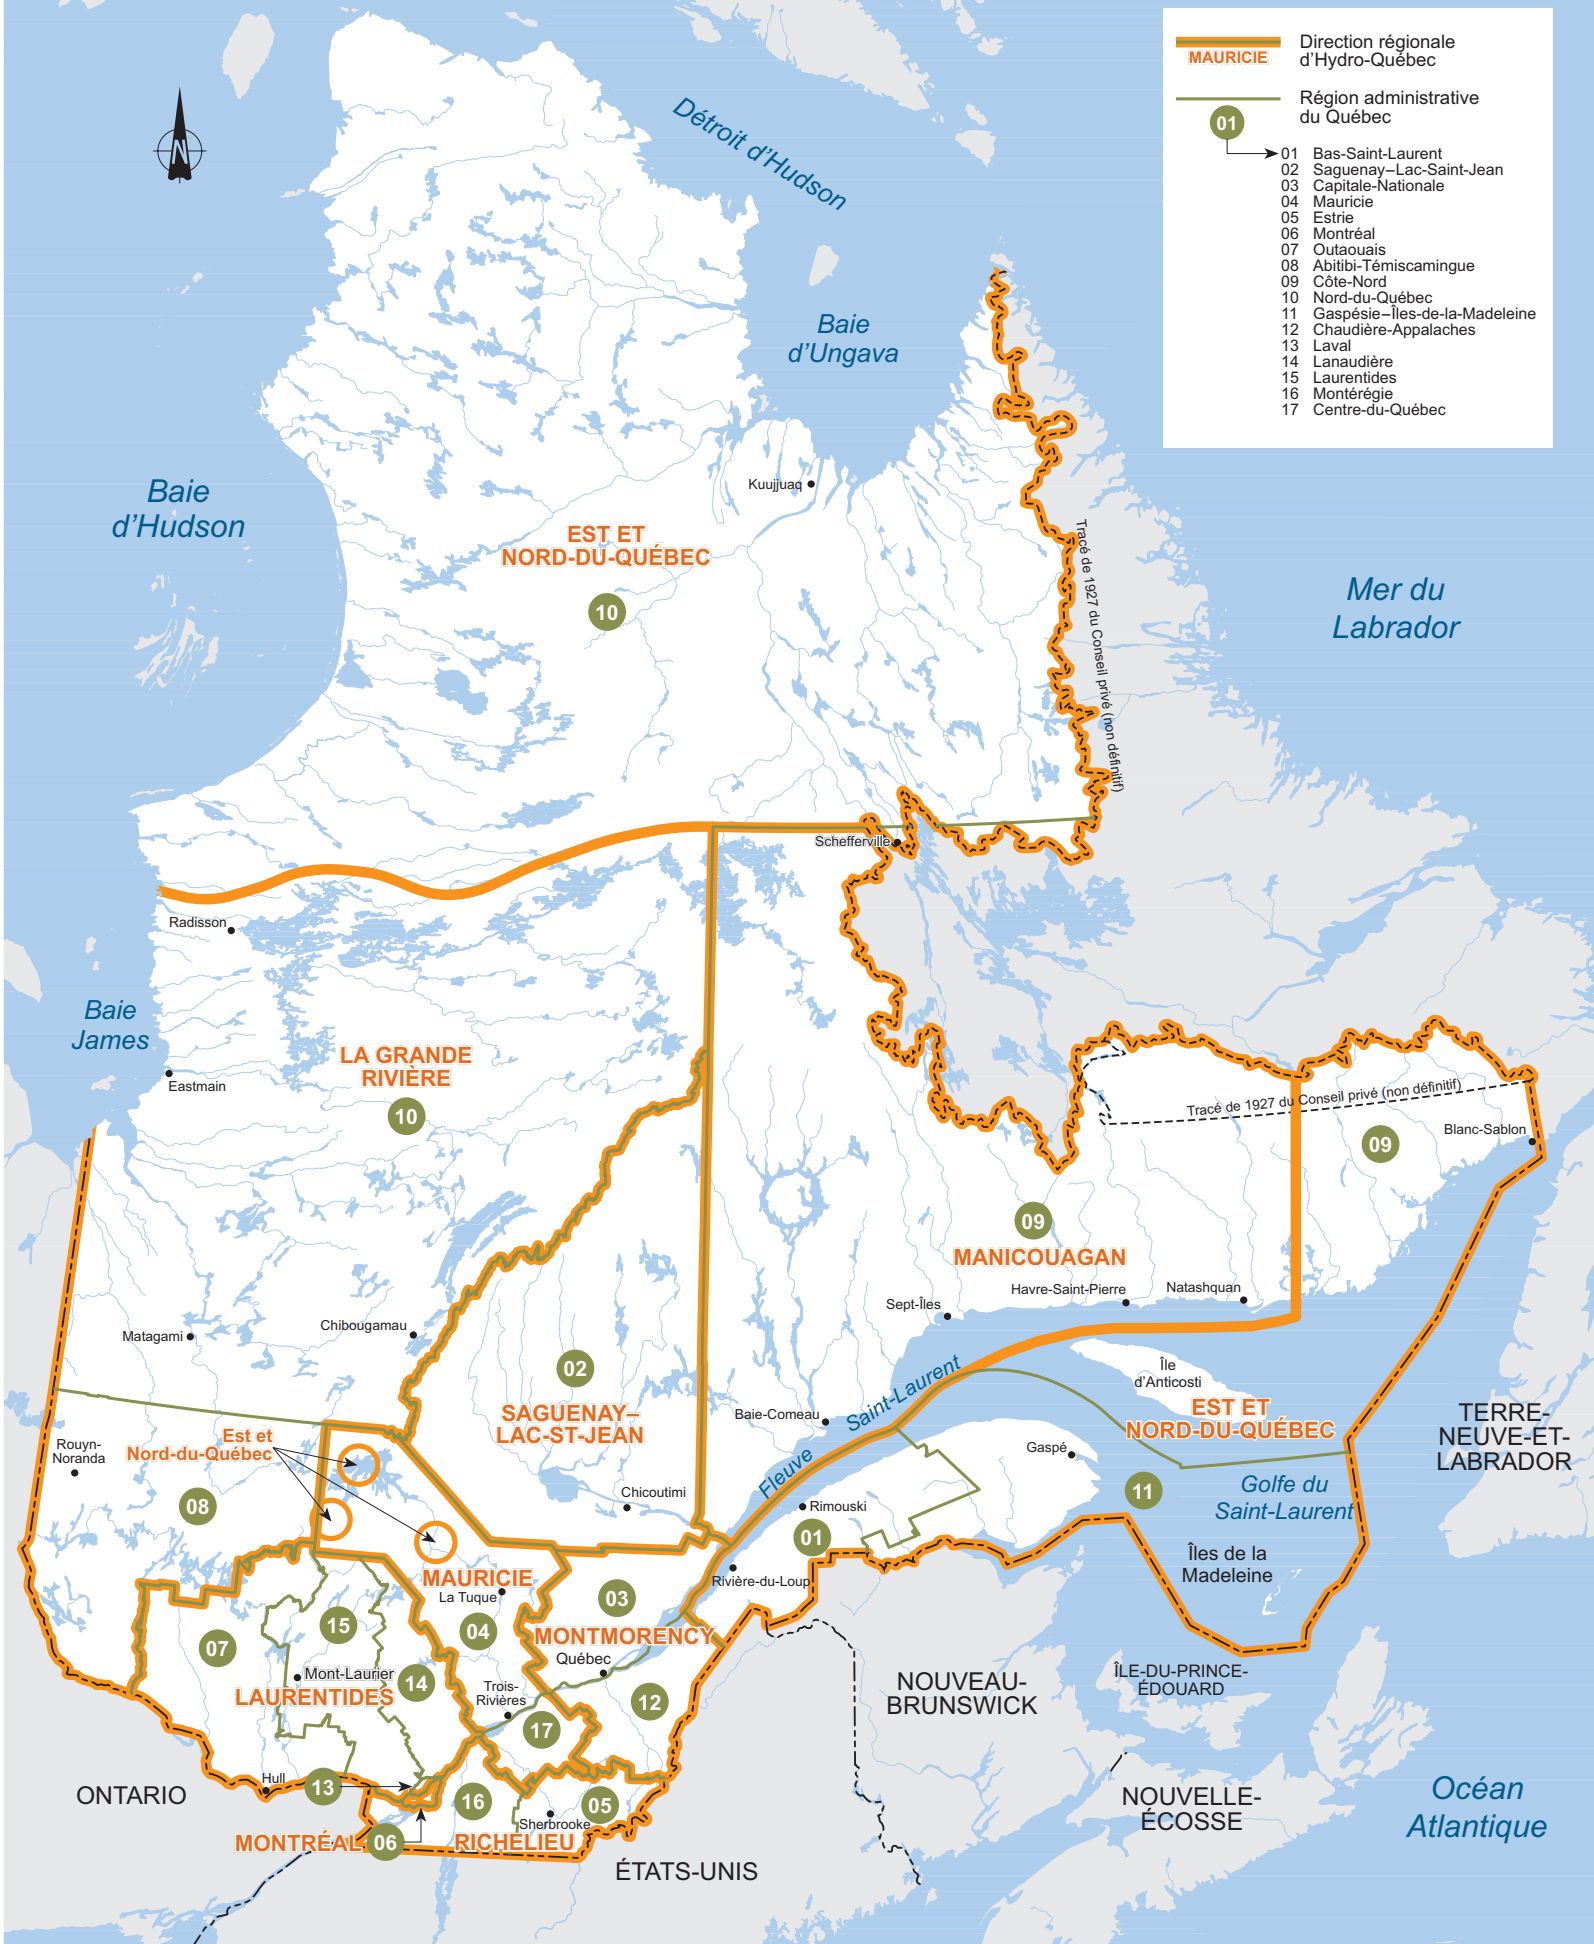 Direction régionale
d’Hydro-Québec
MAURICIE
Région administrative
du Québec
01
01 Bas-Saint-Laurent
02 Saguenay–Lac-Saint-Jean
03 Capitale-Nationale
04 Mauricie
05 Estrie
06 Montréal
07 Outaouais
08 Abitibi-Témiscamingue
09 Côte-Nord
10 Nord-du-Québec
11 Gaspésie–Îles-de-la-Madeleine
12 Chaudière-Appalaches
13 Laval
14 Lanaudière
15 Laurentides
16 Montérégie
17 Centre-du-Québec
N
Détroit d’Hudson
Baie
d’Ungava
Baie
d’Hudson
Kuujjuaq
EST ET
NORD-DU-QUÉBEC
10
Tracé de 1927 du Conseil privé (non définitif)
Mer du
Labrador
Schefferville
Radisson
Baie
James
Eastmain
LA GRANDE
RIVIÈRE
10
Tracé de 1927 du Conseil privé (non définitif)
Blanc-Sablon
09
09
MANICOUAGAN
Havre-Saint-Pierre
Natashquan
Sept-Îles
Matagami
Chibougamau
02
SAGUENAY–
LAC-ST-JEAN
Baie-Comeau
Fleuve
Saint-Laurent
Île
d’Anticosti
EST ET
NORD-DU-QUÉBEC
TERRE-
NEUVE-ET-
LABRADOR
Est et
Nord-du-Québec
Rouyn-
Noranda
08
Gaspé
11
Golfe du
Saint-Laurent
Chicoutimi
Rimouski
01
Rivière-du-Loup
Îles de la
Madeleine
MAURICIE
La Tuque
03
04
MONTMORENCY
Québec
15
07
Mont-Laurier
LAURENTIDES
14
Trois-
Rivières
12
17
NOUVEAU-
BRUNSWICK
ÎLE-DU-PRINCE-
ÉDOUARD
ONTARIO
Hull
13
16
05
Sherbrooke
MONTRÉAL
06
RICHELIEU
ÉTATS-UNIS
NOUVELLE-
ÉCOSSE
Océan
Atlantique